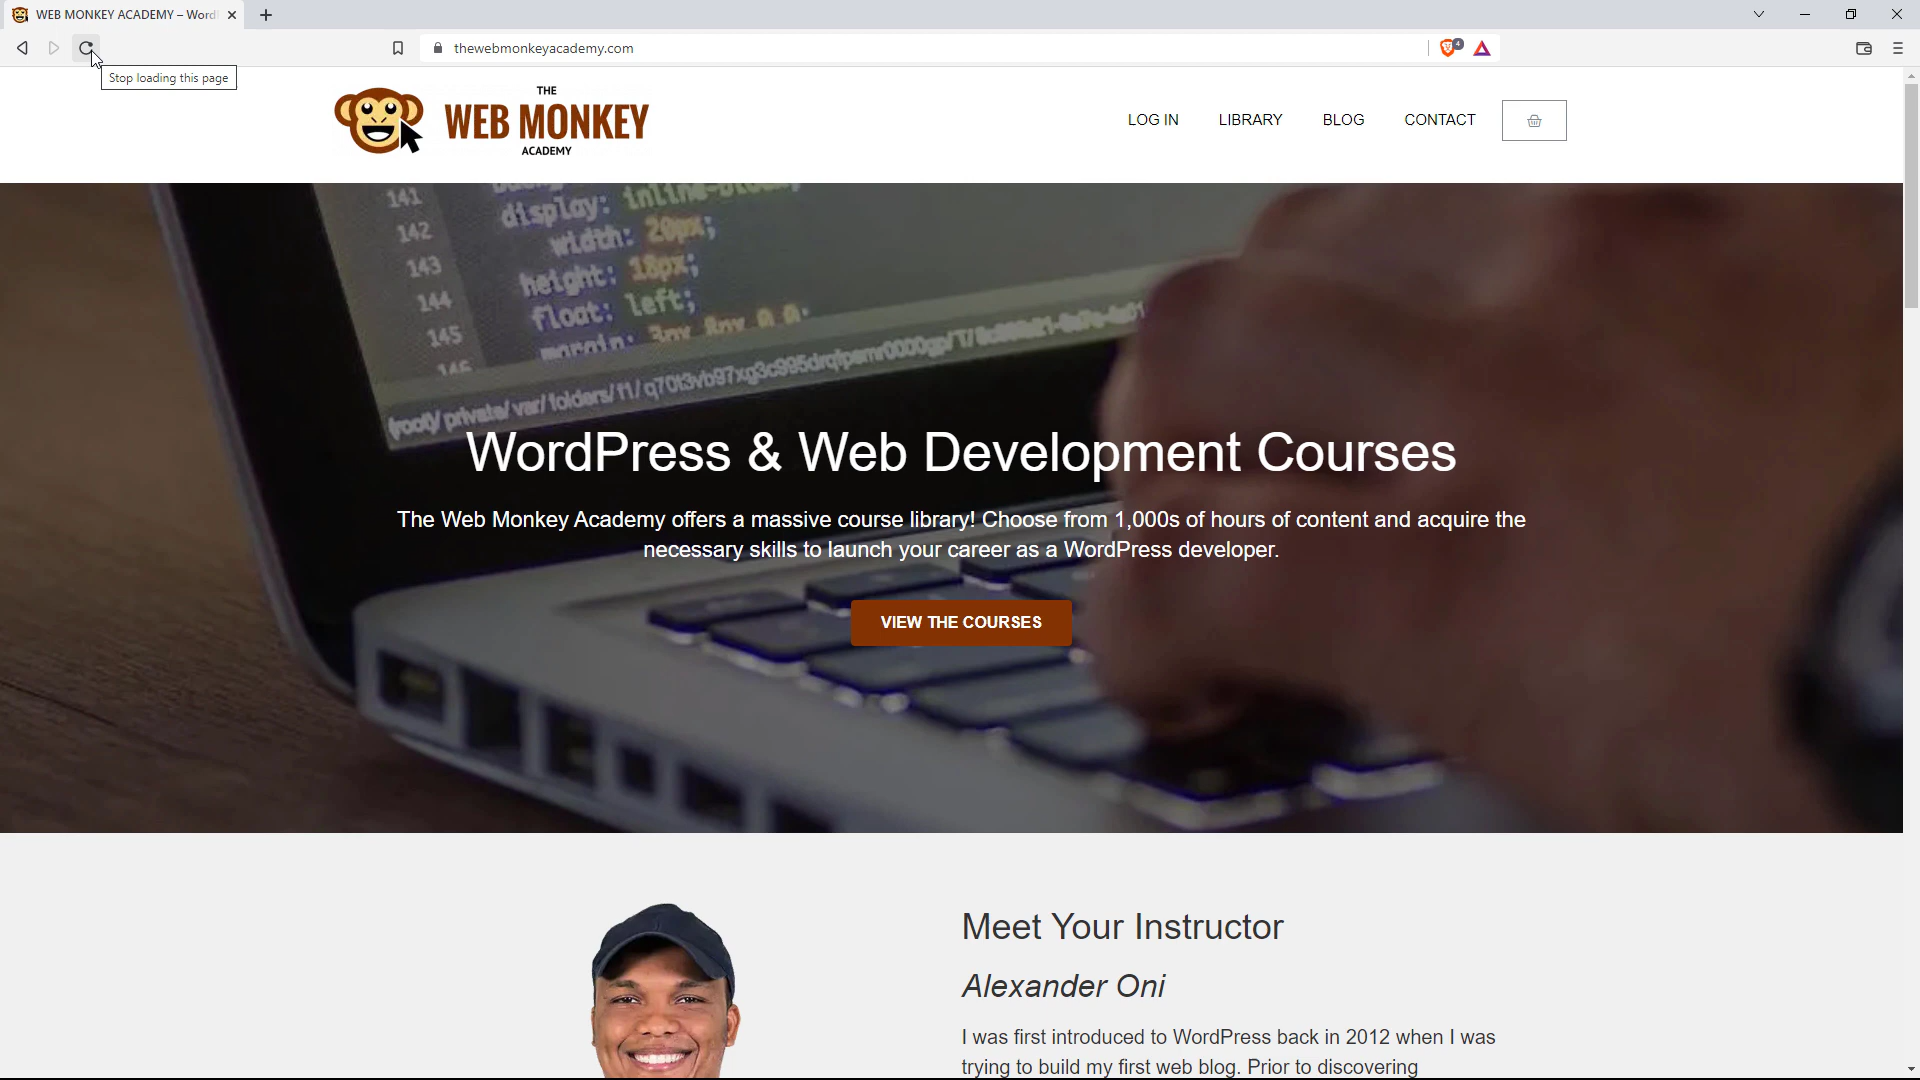 WEB MONKEY ACADEMY – Word
thewebmonkeyacademy.com
4
Stop loading this page
THE
WEB MONKEY
ACADEMY
LOG IN
LIBRARY
BLOG
CONTACT
141
142
143
144
145
146
display: inline-block;
width: 20px;
height: 18px;
float: left;
WordPress & Web Development Courses
The Web Monkey Academy offers a massive course library! Choose from 1,000s of hours of content and acquire the
necessary skills to launch your career as a WordPress developer.
VIEW THE COURSES
Meet Your Instructor
Alexander Oni
I was first introduced to WordPress back in 2012 when I was
trying to build my first web blog. Prior to discovering